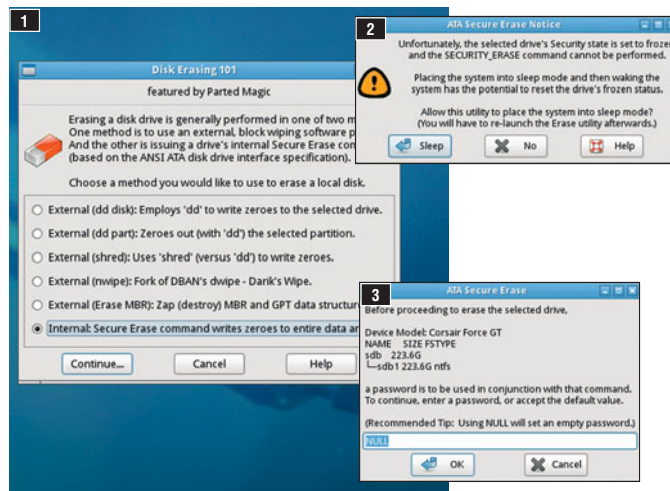 1
Disk Erasing 101
featured by Parted Magic
Erasing a disk drive is generally performed in one of two
One method is to use an external, block wiping software
And the other is issuing a drive's internal Secure Erase
(based on the ANSI ATA disk drive interface specification).
Choose a method you would like to use to erase a local disk.
External (dd disk): Employs 'dd' to write zeroes to the selected drive.
External (dd part): Zeroes out (with 'dd') the selected partition.
External (shred): Uses 'shred' (versus 'dd') to write zeroes.
External (nwipe): Fork of DBAN's dwipe - Darik's Wipe.
External (Erase MBR): Zap (destroy) MBR and GPT data
Internal: Secure Erase command writes zeroes to entire data
Continue... Cancel Help
2
ATA Secure Erase Notice
Unfortunately, the selected drive's Security state is set to frozen
and the SECURITY_ERASE command cannot be performed.
Placing the system into sleep mode and then waking the
system has the potential to reset the drive's frozen status.
Allow this utility to place the system into sleep mode?
(You will have to re-launch the Erase utility afterwards.)
Sleep No Help
3
ATA Secure Erase
Before proceeding to erase the selected drive,
Device Model: Corsair Force GT
NAME SIZE FSTYPE
sdb 223.6G
└─sdb1 223.6G ntfs
a password is to be used in conjunction with that command.
To continue, enter a password, or accept the default value.
(Recommended Tip: Using NULL will set an empty password.)
NULL
OK Cancel